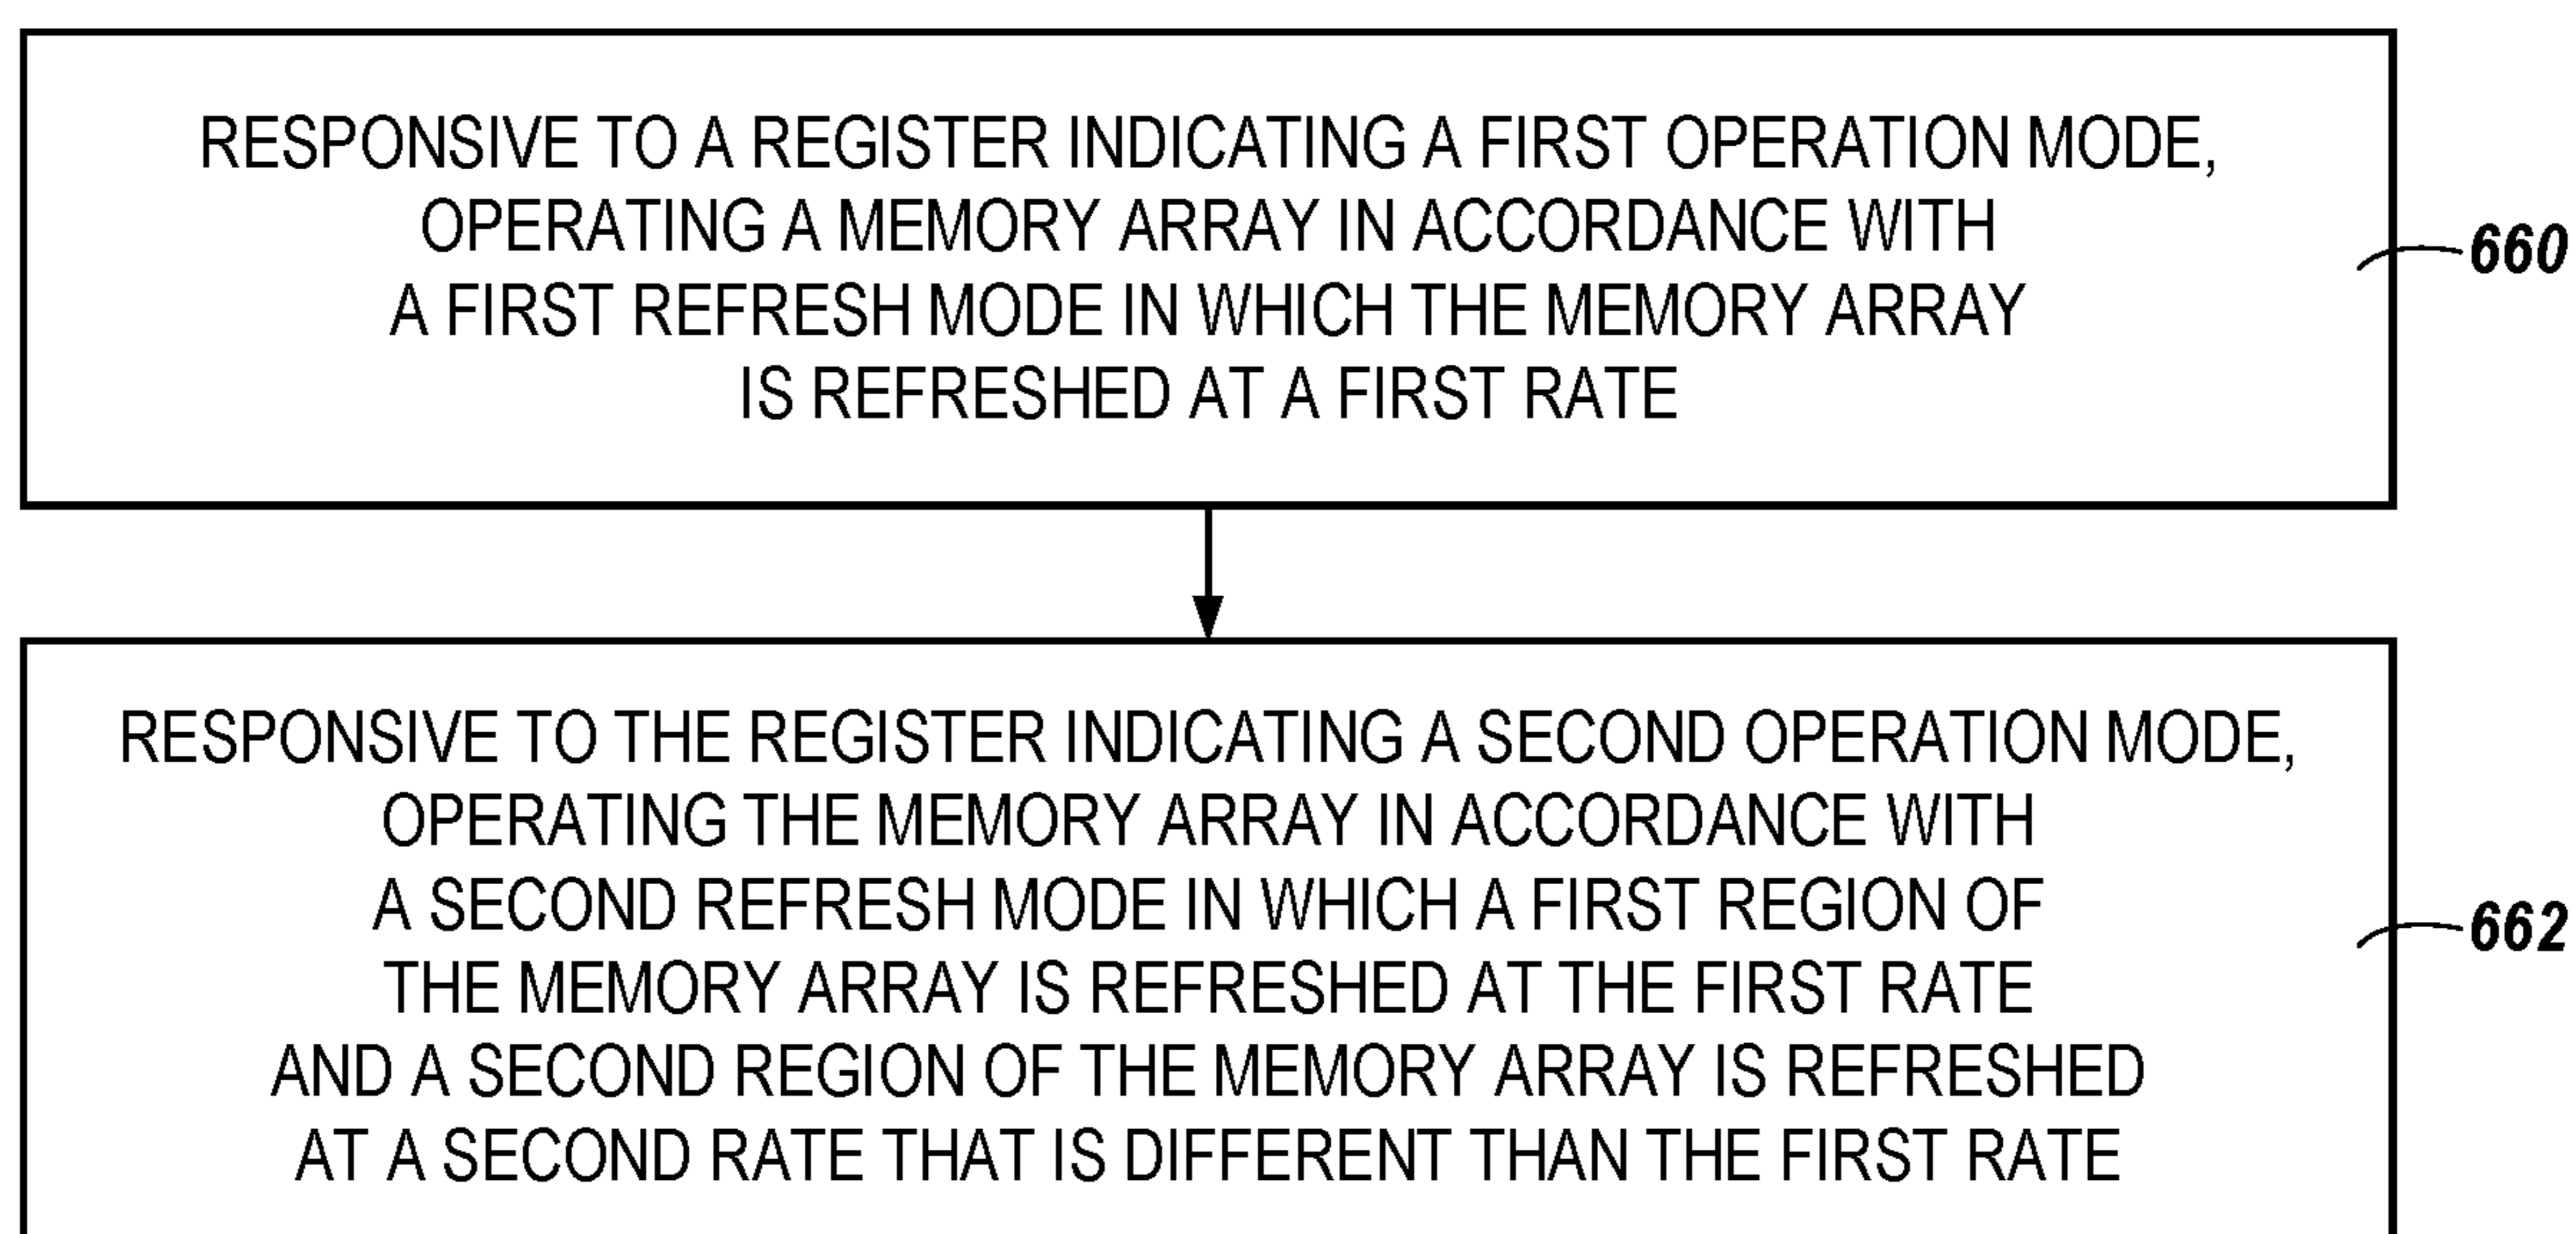 RESPONSIVE TO A REGISTER INDICATING A FIRST OPERATION MODE,
OPERATING A MEMORY ARRAY IN ACCORDANCE WITH
A FIRST REFRESH MODE IN WHICH THE MEMORY ARRAY
IS REFRESHED AT A FIRST RATE
660
RESPONSIVE TO THE REGISTER INDICATING A SECOND OPERATION MODE,
OPERATING THE MEMORY ARRAY IN ACCORDANCE WITH
A SECOND REFRESH MODE IN WHICH A FIRST REGION OF
THE MEMORY ARRAY IS REFRESHED AT THE FIRST RATE
AND A SECOND REGION OF THE MEMORY ARRAY IS REFRESHED
AT A SECOND RATE THAT IS DIFFERENT THAN THE FIRST RATE
662